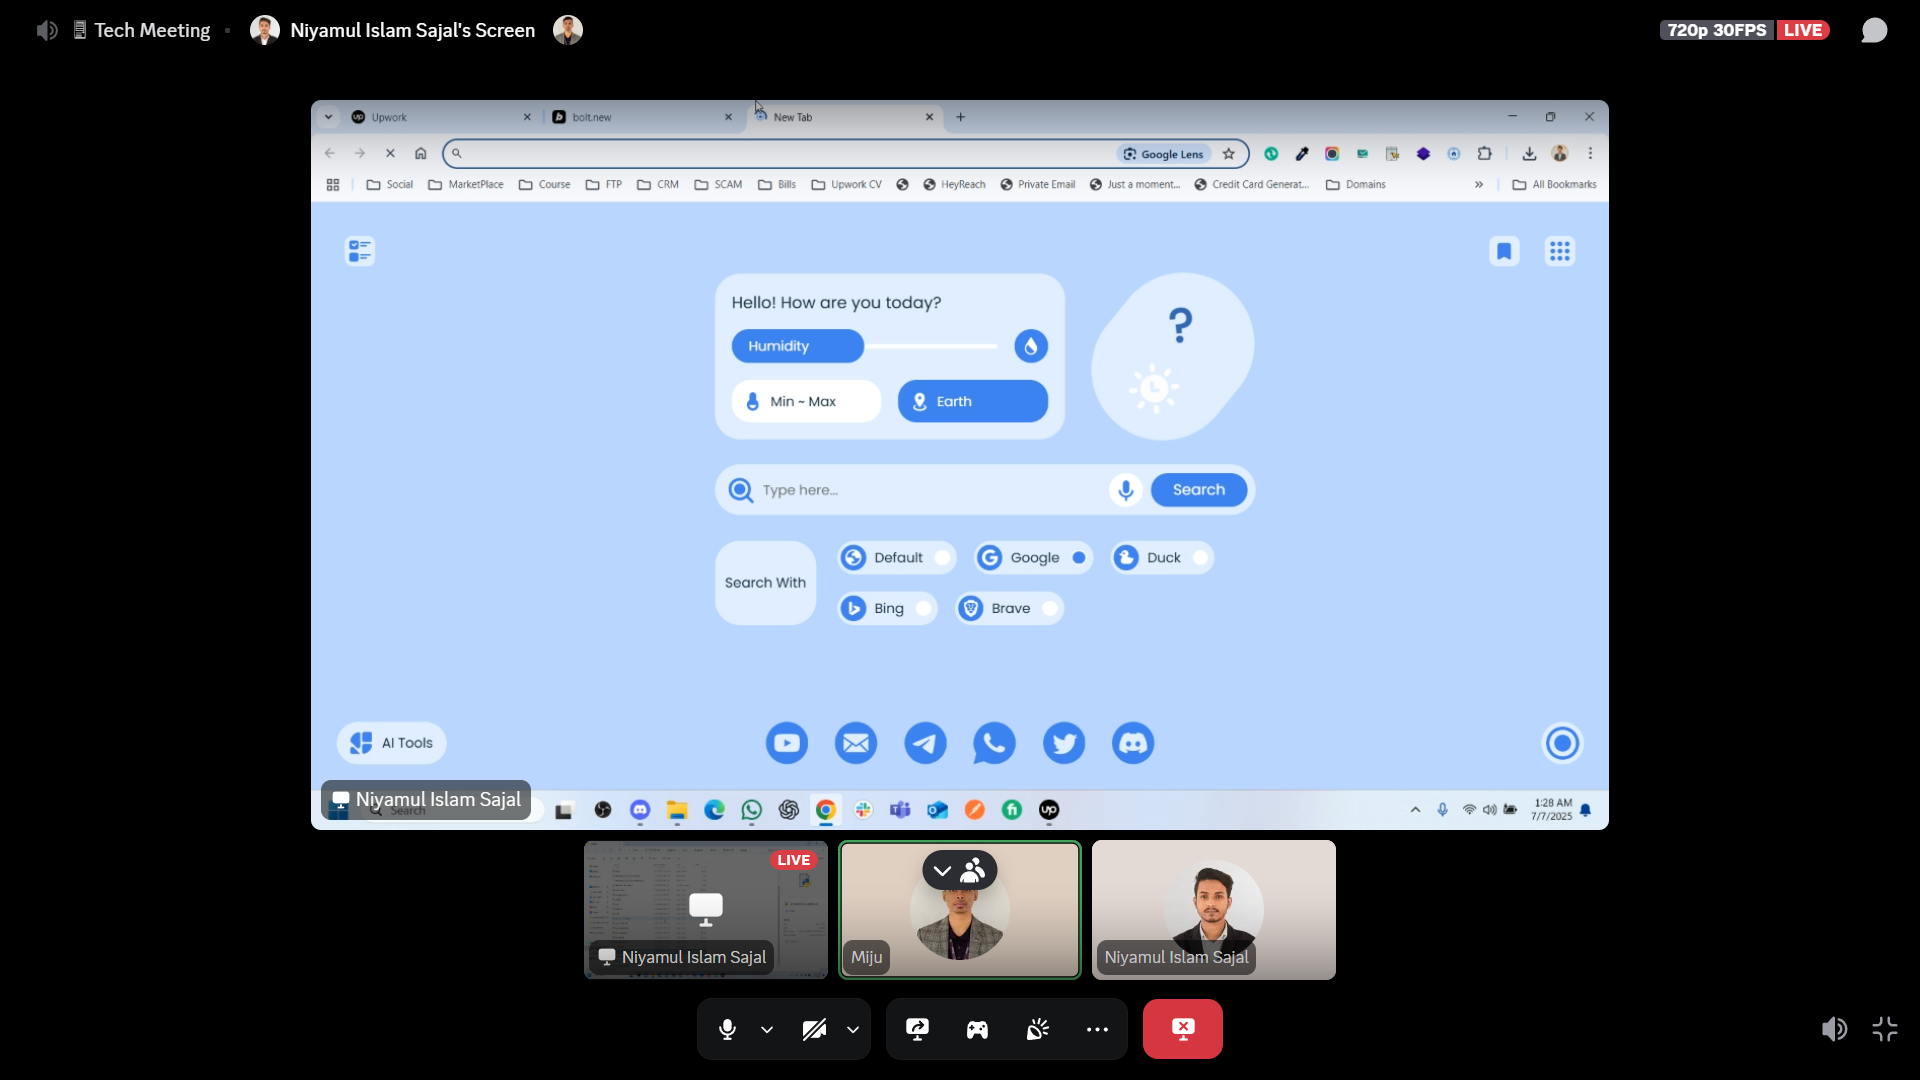 Tech Meeting
Niyamul Islam Sajal's Screen
720p 30FPS LIVE
Upwork
bolt.new
New Tab
Google Lens
Social
MarketPlace
Course
FTP
CRM
SCAM
Bills
Upwork CV
HeyReach
Private Email
Just a moment...
Credit Card Generat...
Domains
»
All Bookmarks
Hello! How are you today?
Humidity
Min ~ Max
Earth
?
Type here...
Search
Search With
Default
Google
Duck
Bing
Brave
AI Tools
Niyamul Islam Sajal
Search
1:28 AM
7/7/2025
LIVE
Niyamul Islam Sajal
Miju
Niyamul Islam Sajal